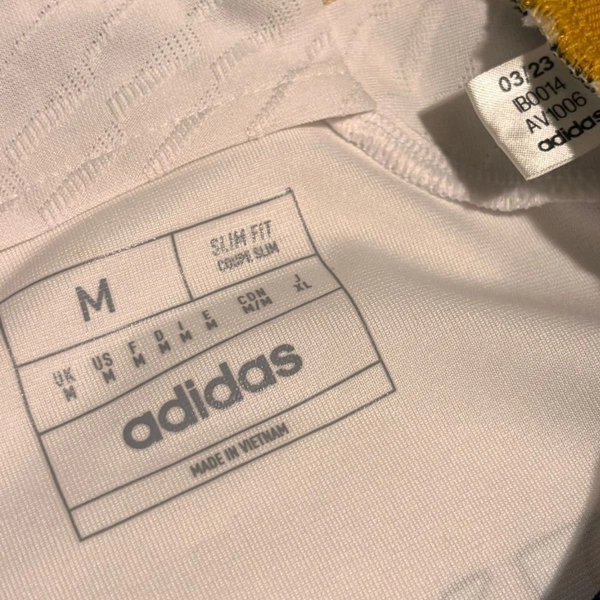 03/23
IB0014
AV1006
adidas
M
SLIM FIT
COUPE SLIM
UK US F D I E CDN J
M M M M M M M/M XL
adidas
MADE IN VIETNAM